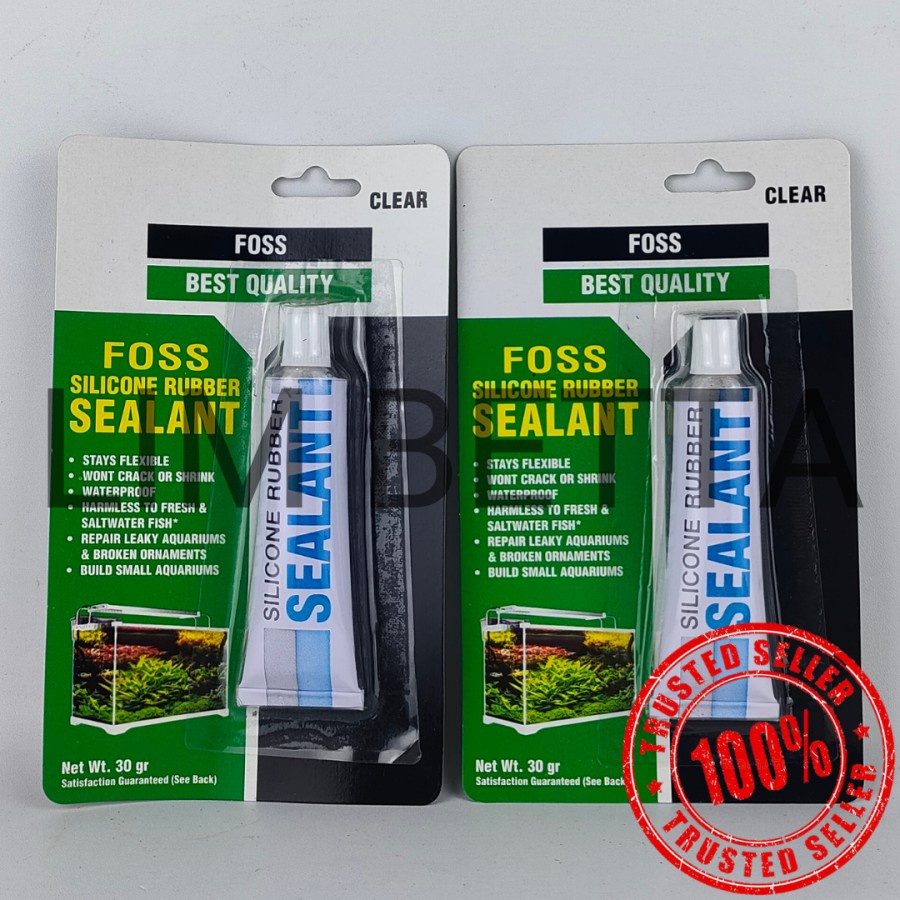 CLEAR
FOSS
BEST QUALITY
FOSS
SILICONE RUBBER
SEALANT
• STAYS FLEXIBLE
• WONT CRACK OR SHRINK
• WATERPROOF
• HARMLESS TO FRESH &
SALTWATER FISH*
• REPAIR LEAKY AQUARIUMS
& BROKEN ORNAMENTS
• BUILD SMALL AQUARIUMS
SILICONE RUBBER
SEALANT
Net Wt. 30 gr
Satisfaction Guaranteed (See Back)
CLEAR
FOSS
BEST QUALITY
FOSS
SILICONE RUBBER
SEALANT
• STAYS FLEXIBLE
• WONT CRACK OR SHRINK
• WATERPROOF
• HARMLESS TO FRESH &
SALTWATER FISH*
• REPAIR LEAKY AQUARIUMS
& BROKEN ORNAMENTS
• BUILD SMALL AQUARIUMS
SILICONE RUBBER
SEALANT
Net Wt. 30 gr
Satisfaction Guaranteed (See Back)
LIM BETTA
TRUSTED SELLER
100%
TRUSTED SELLER